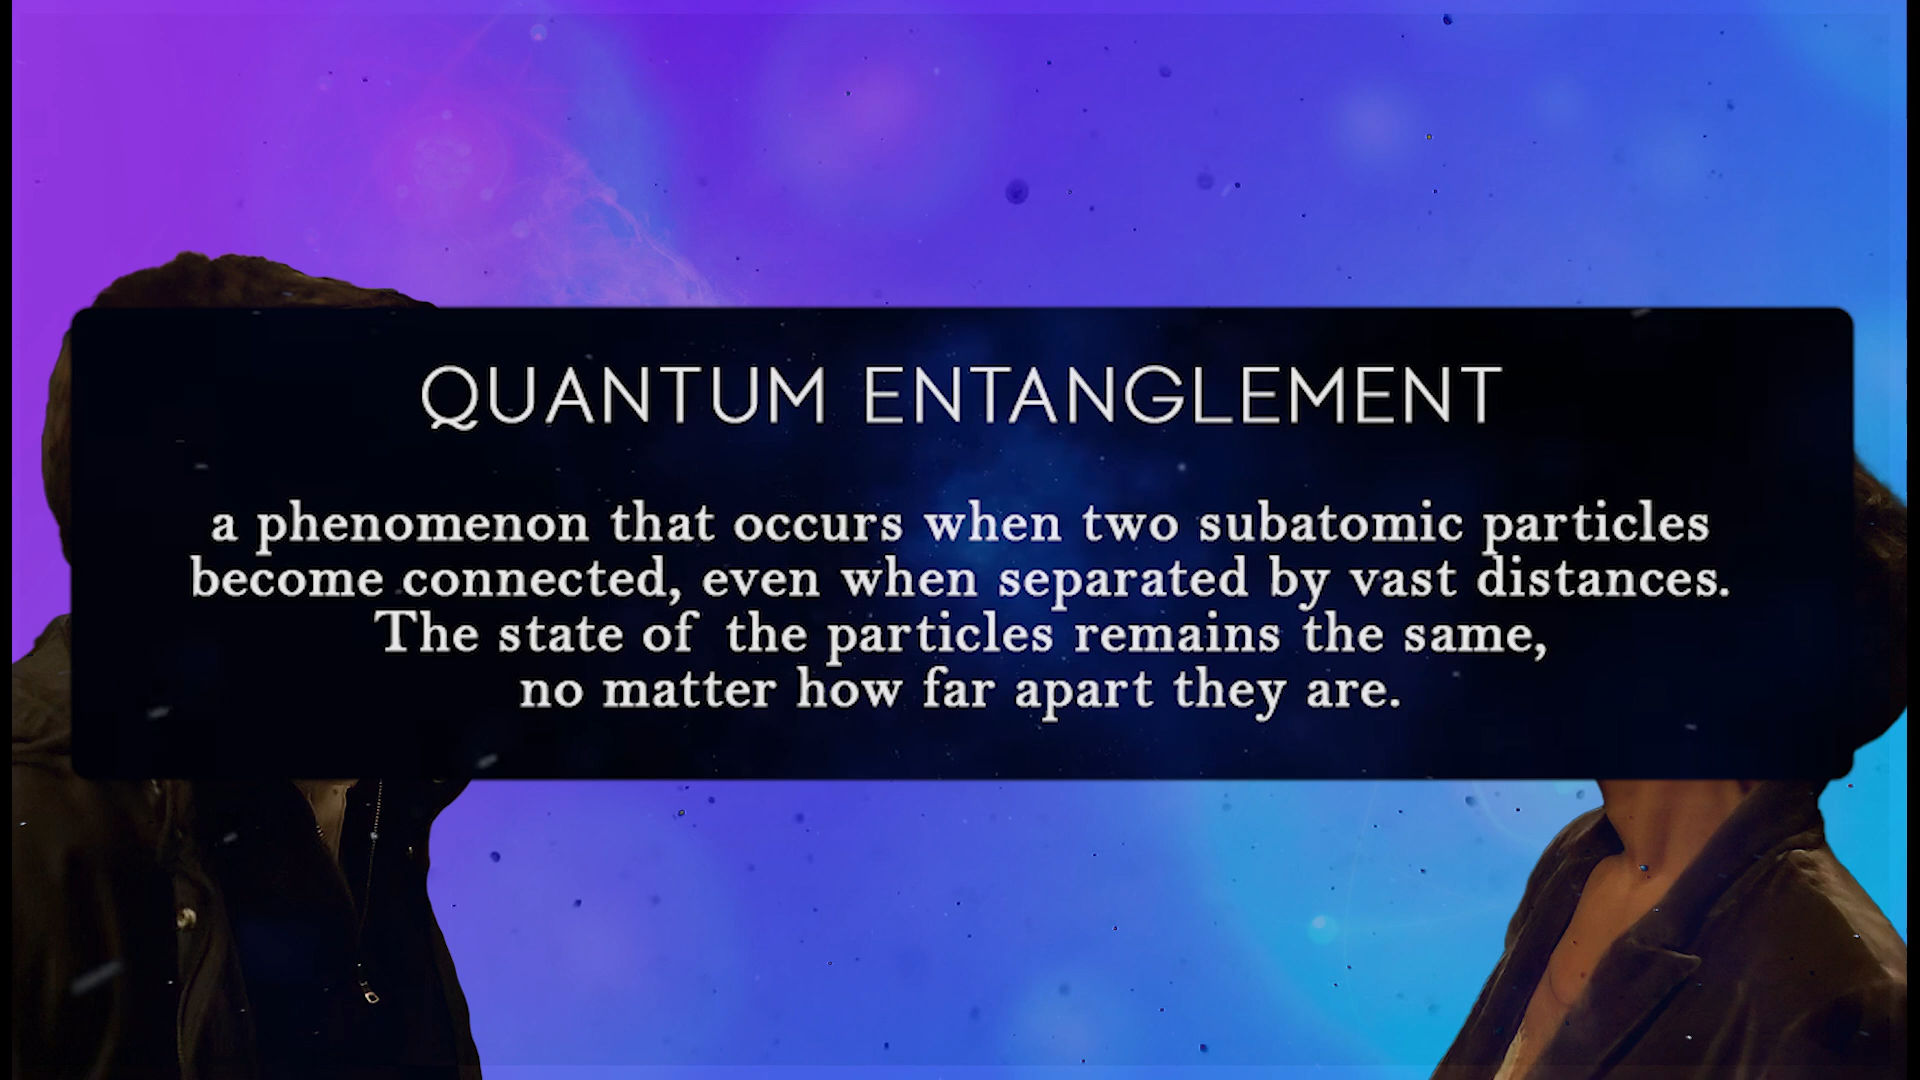 QUANTUM ENTANGLEMENT
a phenomenon that occurs when two subatomic particles
become connected, even when separated by vast distances.
The state of the particles remains the same,
no matter how far apart they are.